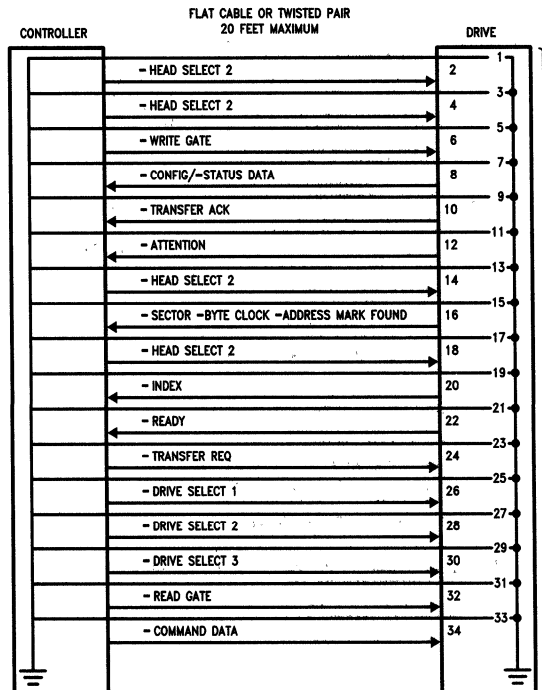 FLAT CABLE OR TWISTED PAIR
20 FEET MAXIMUM
CONTROLLER
DRIVE
1
- HEAD SELECT 2 2
3
- HEAD SELECT 2 4
5
- WRITE GATE 6
7
- CONFIG/-STATUS DATA 8
9
- TRANSFER ACK 10
11
- ATTENTION 12
13
- HEAD SELECT 2 14
15
- SECTOR -BYTE CLOCK -ADDRESS MARK FOUND 16
17
- HEAD SELECT 2 18
19
- INDEX 20
21
- READY 22
23
- TRANSFER REQ 24
25
- DRIVE SELECT 1 26
27
- DRIVE SELECT 2 28
29
- DRIVE SELECT 3 30
31
- READ GATE 32
33
- COMMAND DATA 34